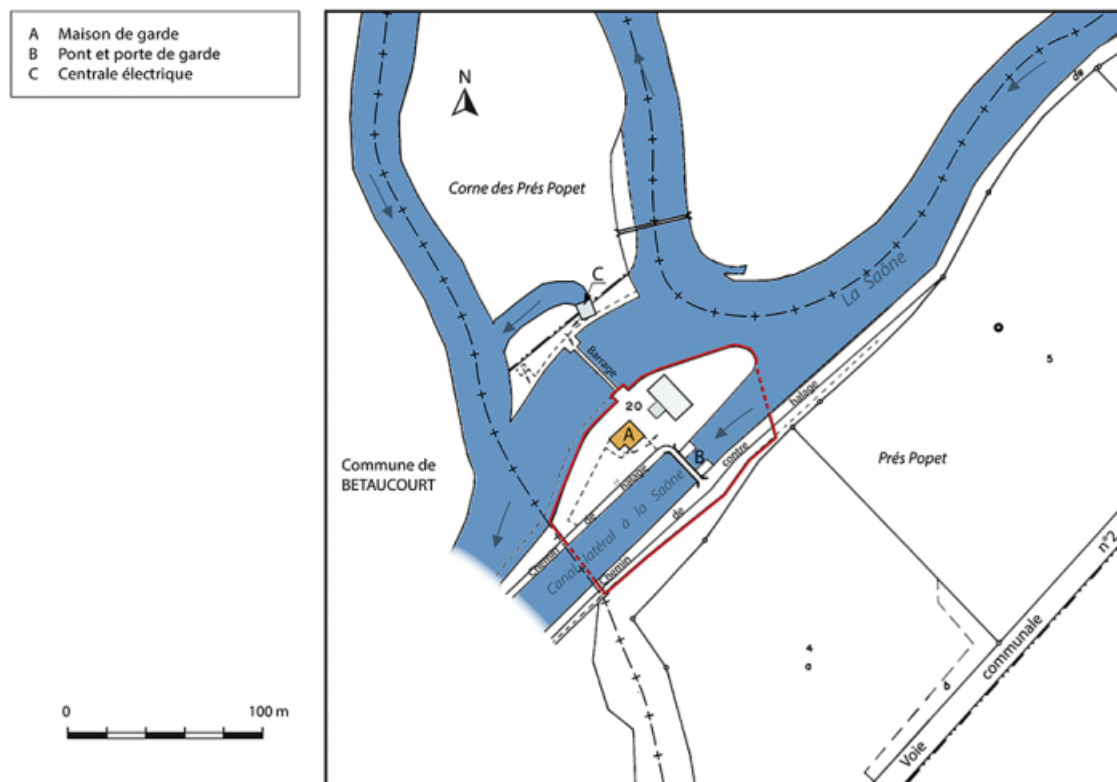 A Maison de garde
B Pont et porte de garde
C Centrale électrique
N
de
Corne des Prés Popet
La Saône
C
Barrage
5
halage
20
A
B
contre
Prés Popet
Commune de
BETAUCOURT
halage
de
Chemin
Canal latéral à la Saône
de
Chemin
n°2
communale
Voie
4
a
0 100 m